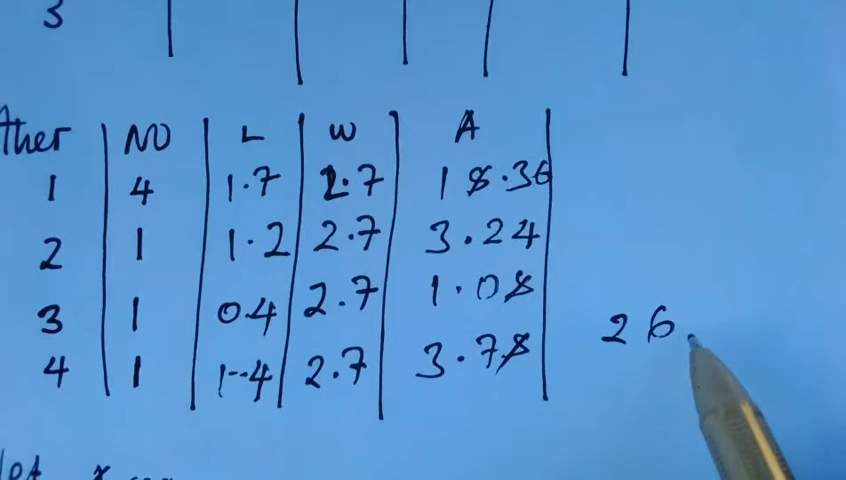 3
ther NO L W A
1 4 1.7 2.7 18.36
2 1 1.2 2.7 3.24
3 1 0.4 2.7 1.08
4 1 1.4 2.7 3.78
26.